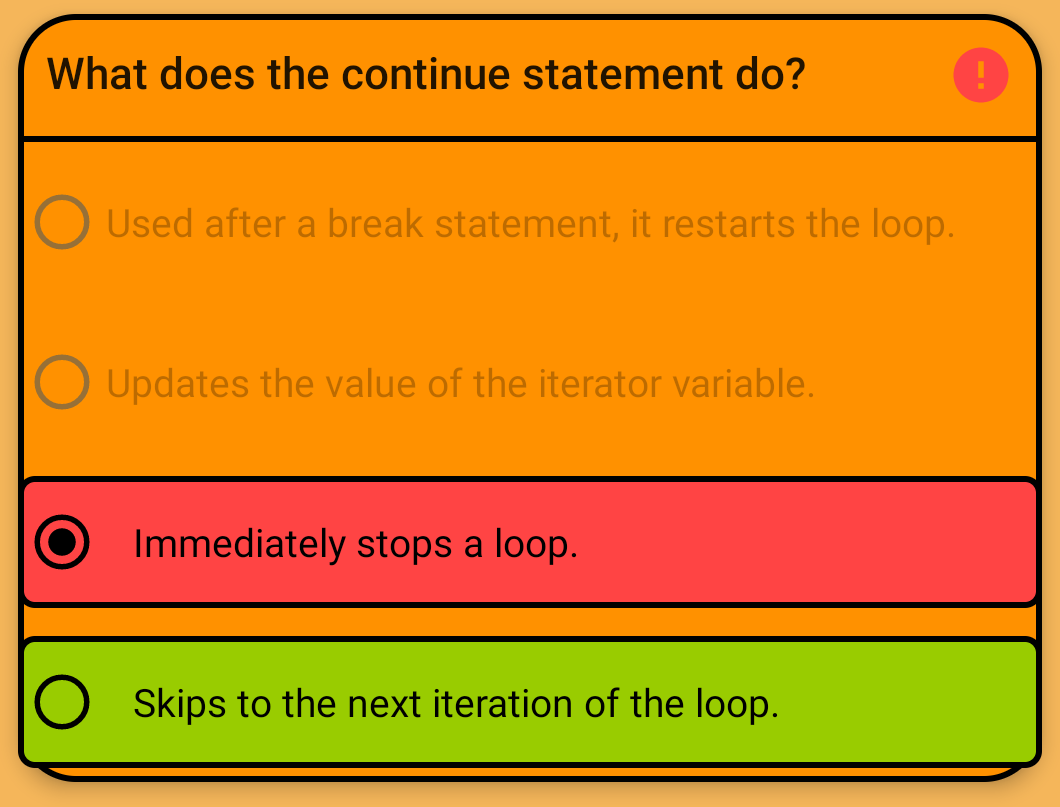 What does the continue statement do?
!
Used after a break statement, it restarts the loop.
Updates the value of the iterator variable.
Immediately stops a loop.
Skips to the next iteration of the loop.